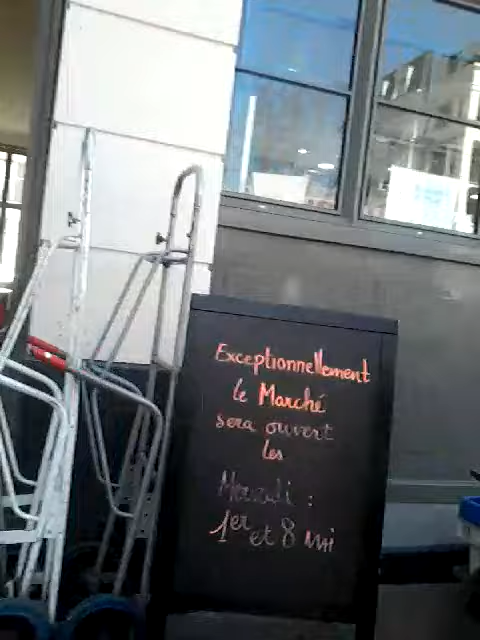 Exceptionnellement
le Marché
sera ouvert
les
Mardi :
1er et 8 mai